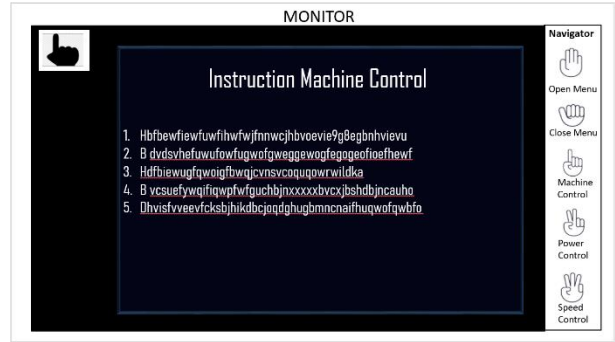 MONITOR
Instruction Machine Control
1. Hbfbewfiewfuwfihwfwjfnnwcjhbvoevie9g8egbnhvievu
2. B dvdsvhefuwufowfugwofgweggewogfegogeofioefhewf
3. Hdfbiewugfqwoigfbwqjcvnsvcoquqowrwildka
4. B vcsuefywqifiqwpfwfguchbjnxxxxxbvcxjbshdbjncauho
5. Dhvisfvveevfcksbjhikdbcjoqdghugbmncnaifhuqwofqwbfo
Navigator
Open Menu
Close Menu
Machine
Control
Power
Control
Speed
Control